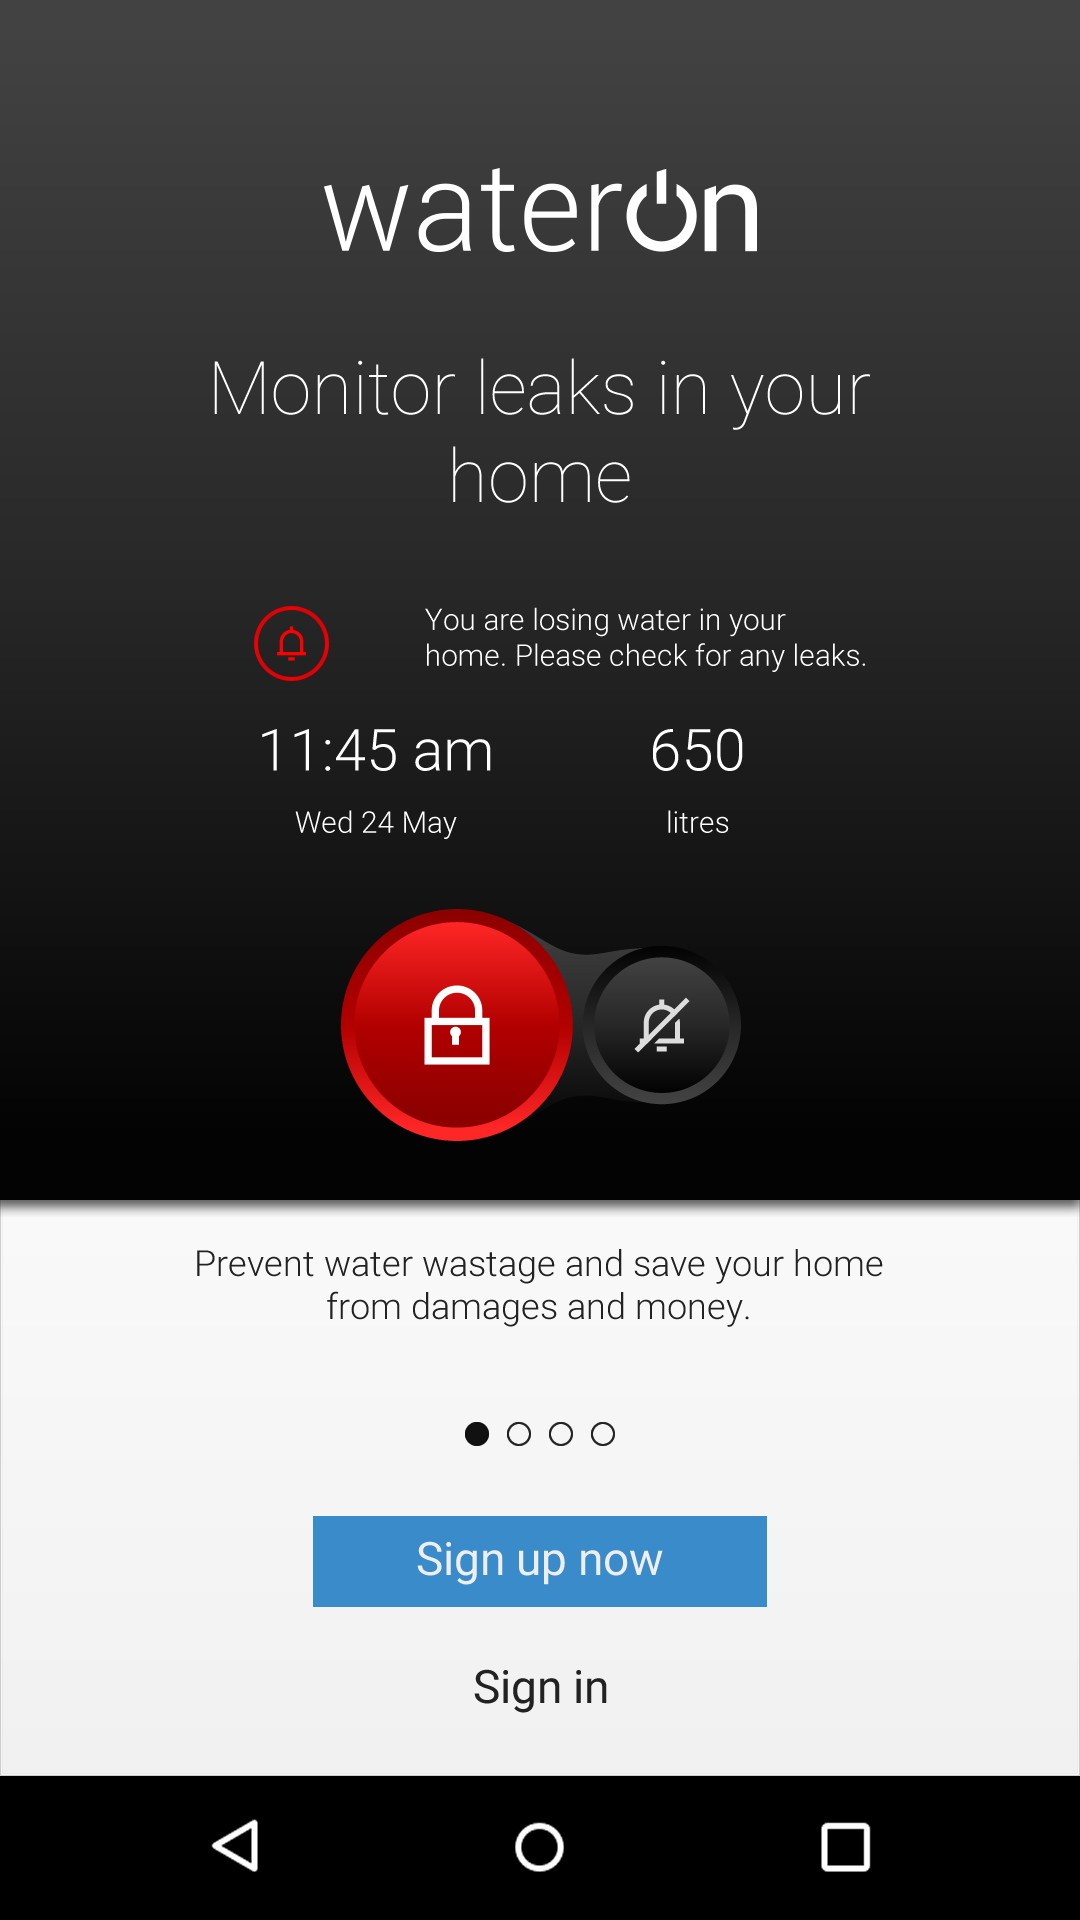 wateron
Monitor leaks in your
home
You are losing water in your
home. Please check for any leaks.
11:45 am
650
Wed 24 May
litres
Prevent water wastage and save your home
from damages and money.
Sign up now
Sign in